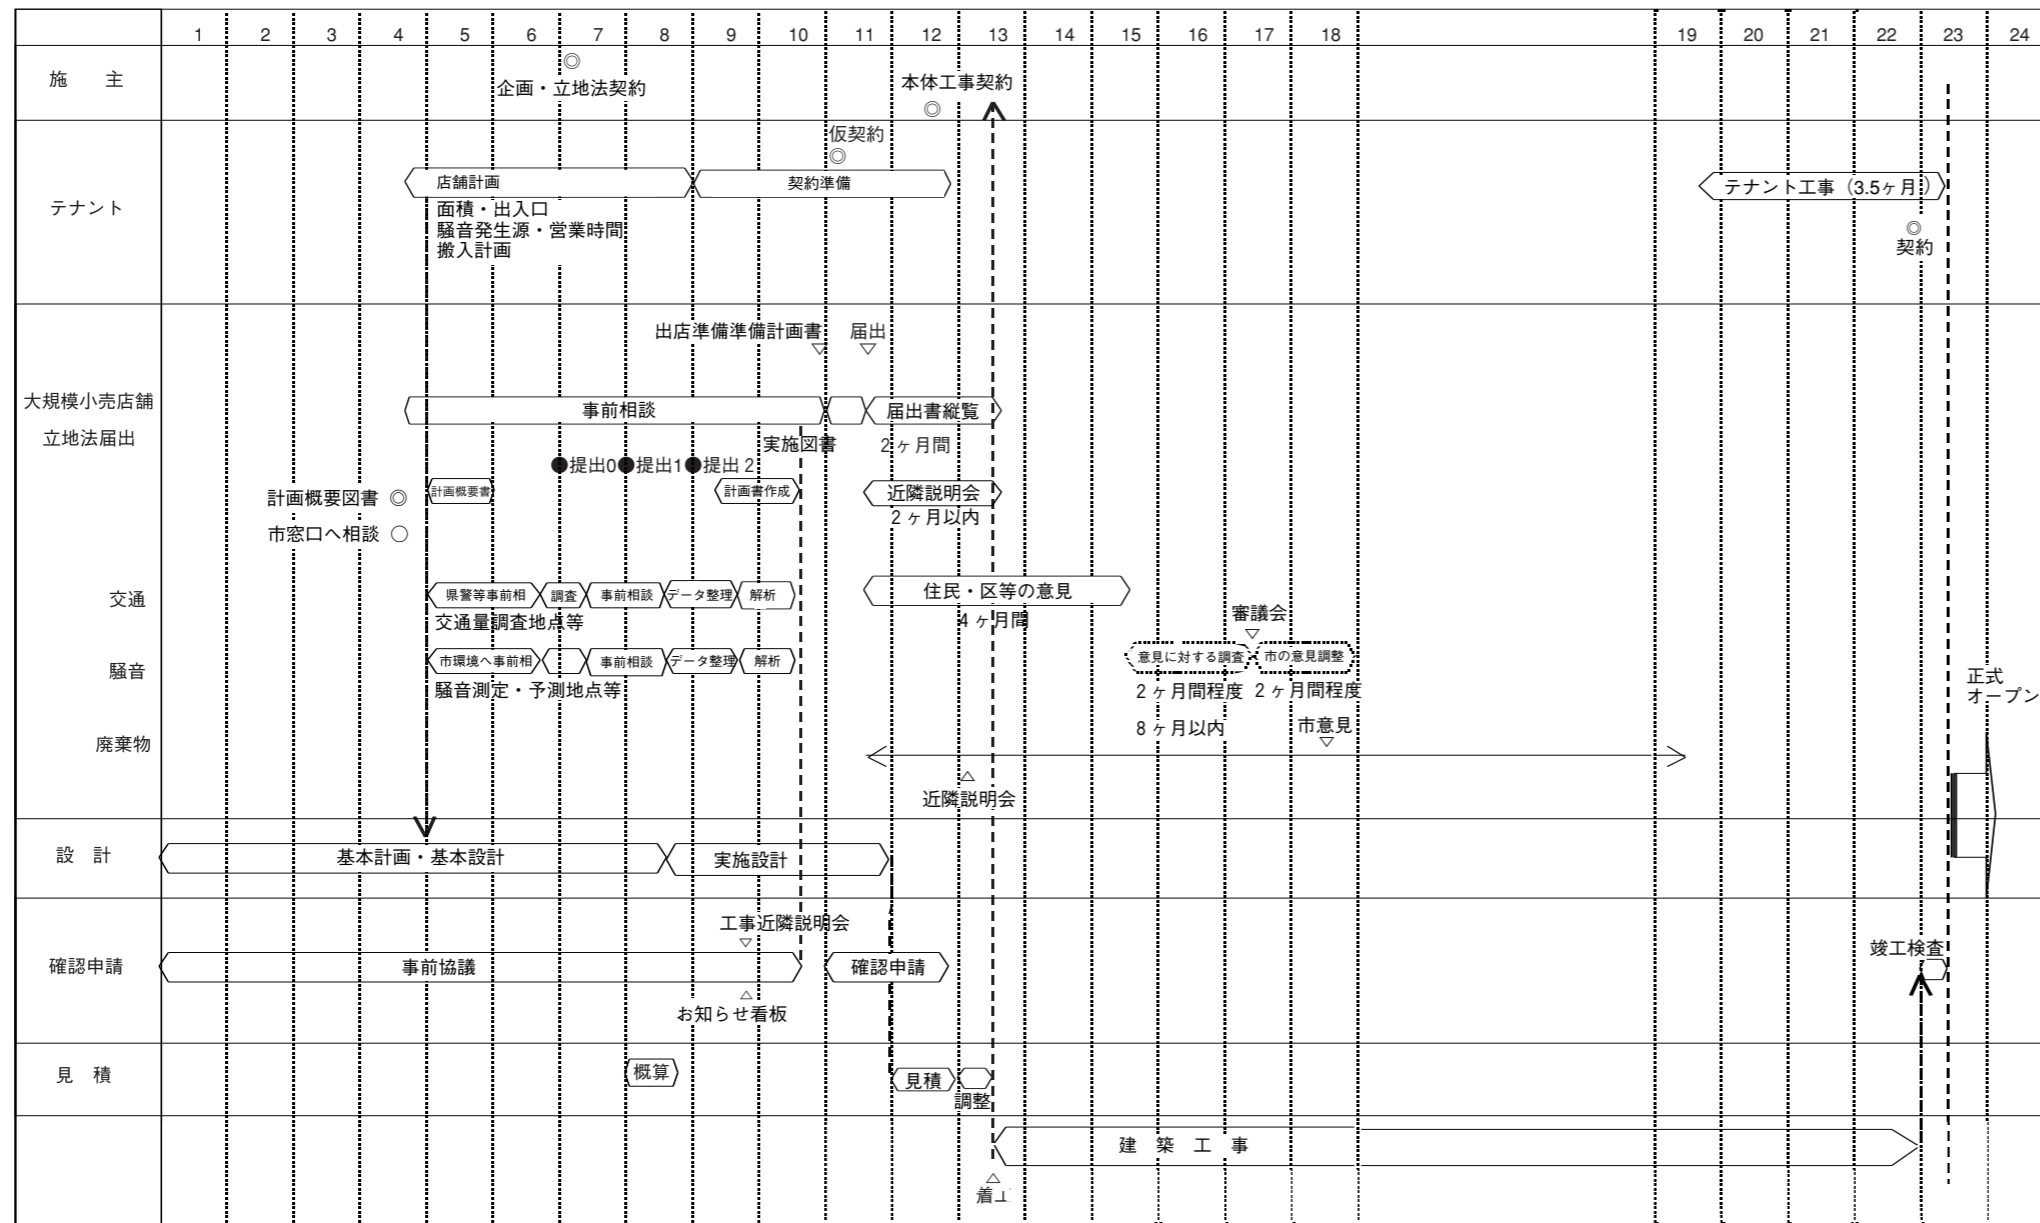 1 2 3 4 5 6 7 8 9 10 11 12 13 14 15 16 17 18 19 20 21 22 23 24
施　主
◎
企画・立地法契約
本体工事契約
◎
テナント
仮契約
◎
店舗計画
契約準備
テナント工事（3.5ヶ月）
面積・出入口
騒音発生源・営業時間
搬入計画
◎
契約
大規模小売店舗
立地法届出
出店準備準備計画書
▽
届出
▽
事前相談
届出書縦覧
実施図書
2ヶ月間
●提出0●提出1●提出2
計画概要図書 ◎
計画概要書
計画書作成
近隣説明会
2ヶ月以内
市窓口へ相談 ○
交通
県警等事前相
調査
事前相談
データ整理
解析
住民・区等の意見
交通量調査地点等
4ヶ月間
審議会
▽
騒音
市環境へ事前相
事前相談
データ整理
解析
意見に対する調査
市の意見調整
騒音測定・予測地点等
2ヶ月間程度
2ヶ月間程度
正式
オープン
廃棄物
8ヶ月以内
市意見
▽
△
近隣説明会
設　計
基本計画・基本設計
実施設計
確認申請
工事近隣説明会
▽
竣工検査
事前協議
確認申請
△
お知らせ看板
見　積
概算
見積
調整
建　築　工　事
△
着工